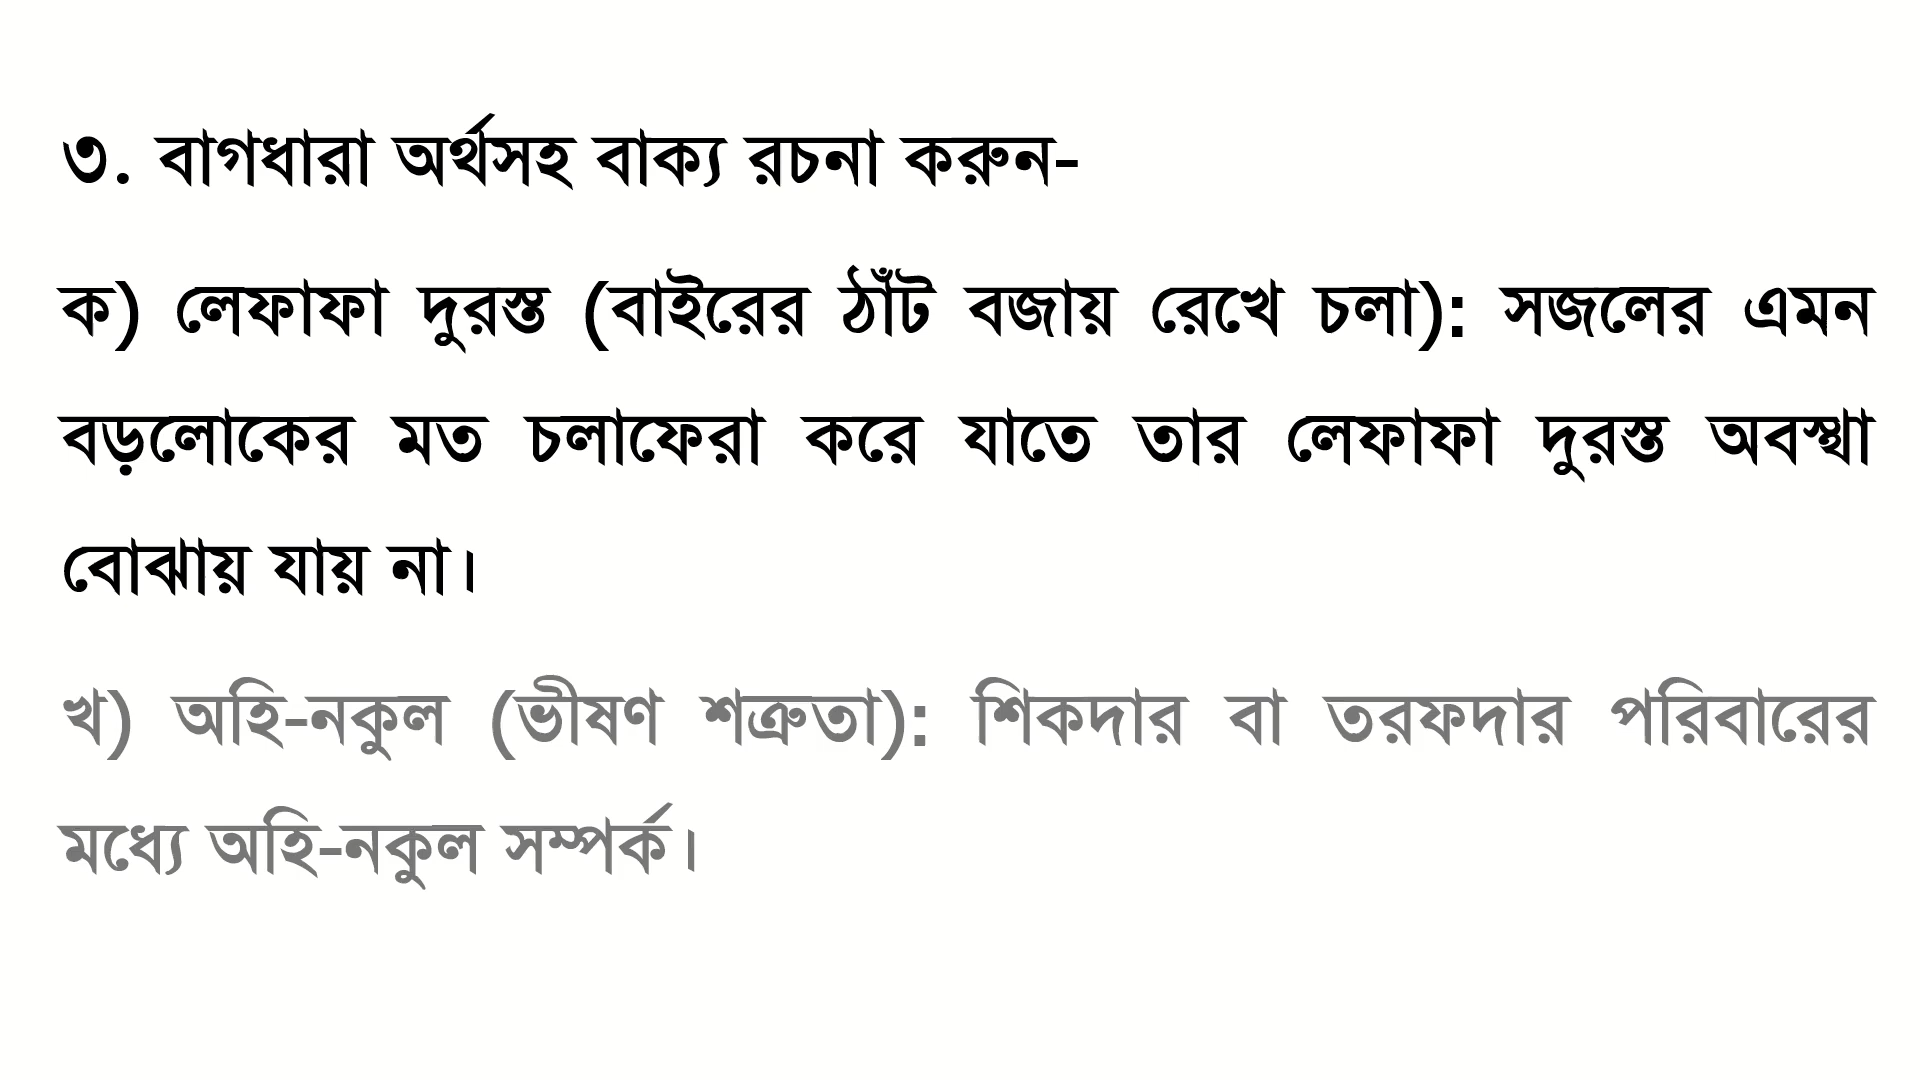 ৩. বাগধারা অর্থসহ বাক্য রচনা করুন-
ক) লেফাফা দুরস্ত (বাইরের ঠাঁট বজায় রেখে চলা): সজলের এমন
বড়লোকের মত চলাফেরা করে যাতে তার লেফাফা দুরস্ত অবস্থা
বোঝায় যায় না।
খ) অহি-নকুল (ভীষণ শত্রুতা): শিকদার বা তরফদার পরিবারের
মধ্যে অহি-নকুল সম্পর্ক।